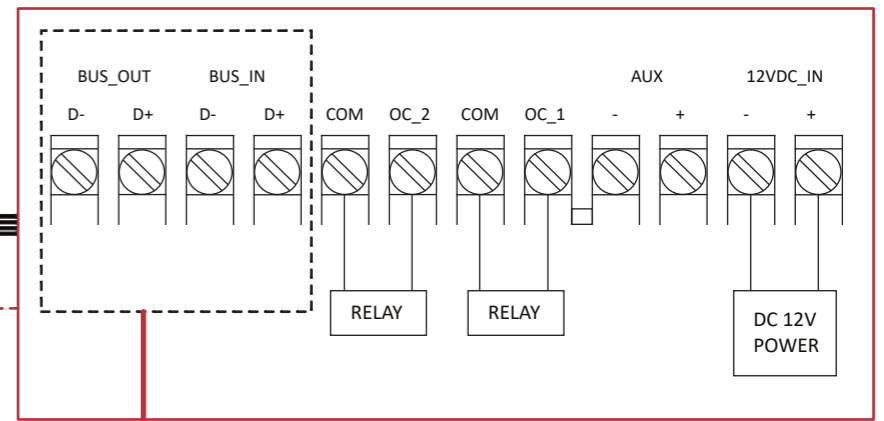 BUS_OUT BUS_IN AUX 12VDC_IN
D- D+ D- D+ COM OC_2 COM OC_1 - + - +
RELAY RELAY DC 12V
POWER